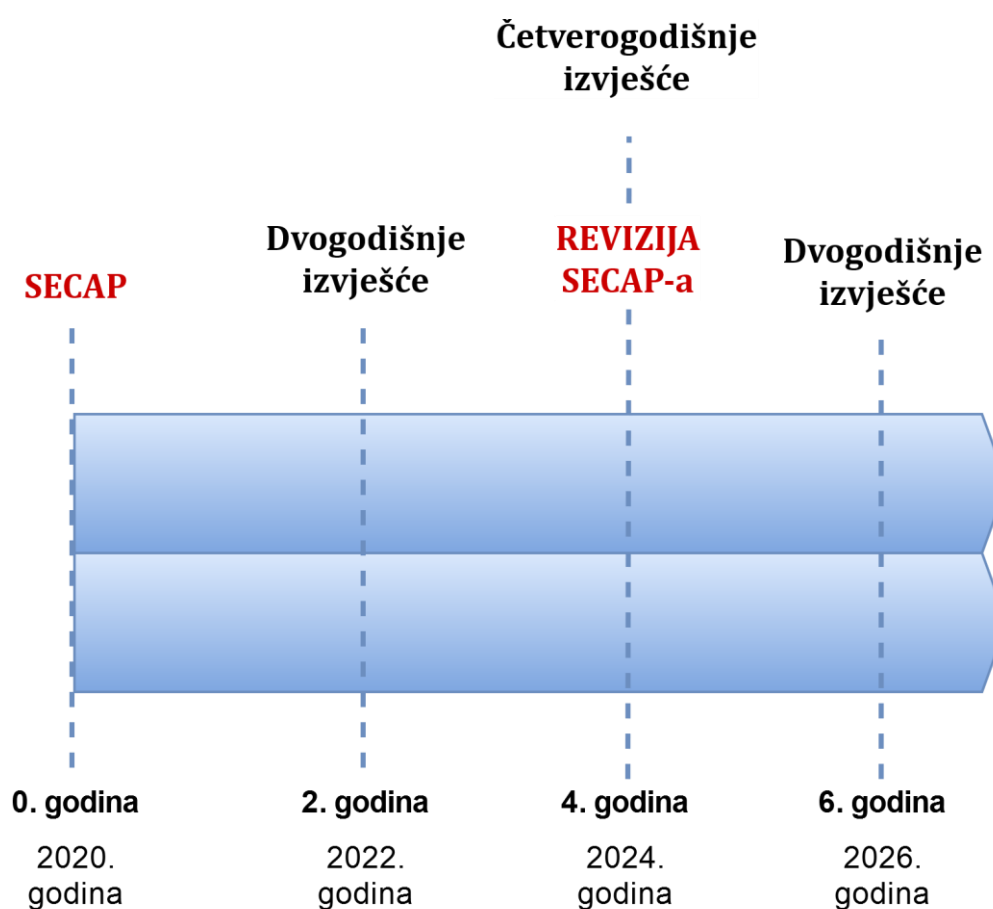 Četverogodišnje
izvješće
SECAP
Dvogodišnje
izvješće
REVIZIJA
SECAP-a
Dvogodišnje
izvješće
0. godina
2. godina
4. godina
6. godina
2020.
godina
2022.
godina
2024.
godina
2026.
godina